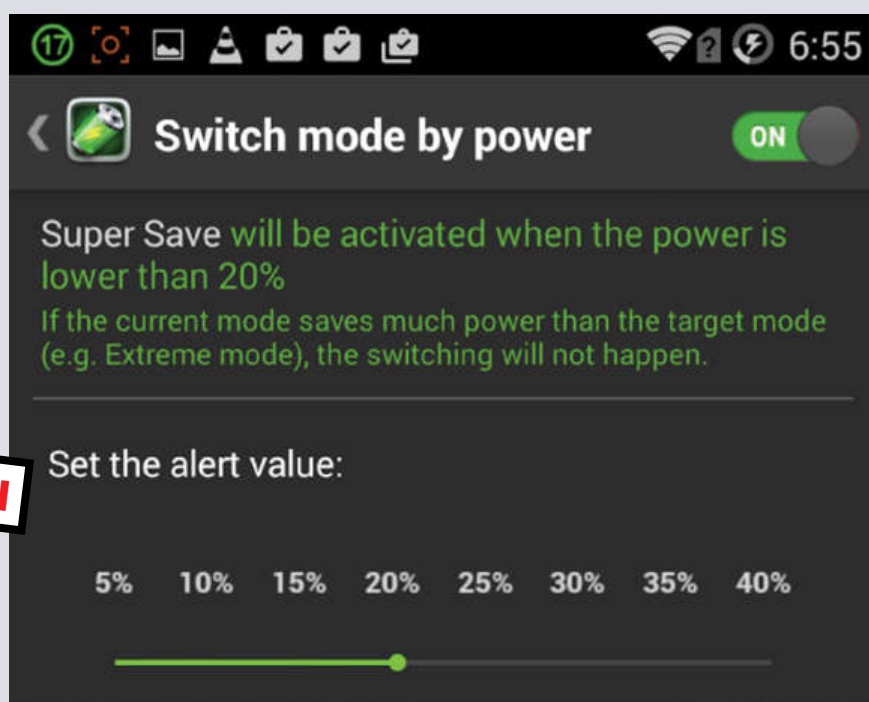 17 6:55
Switch mode by power ON
Super Save will be activated when the power is
lower than 20%
If the current mode saves much power than the target mode
(e.g. Extreme mode), the switching will not happen.
Set the alert value:
5% 10% 15% 20% 25% 30% 35% 40%